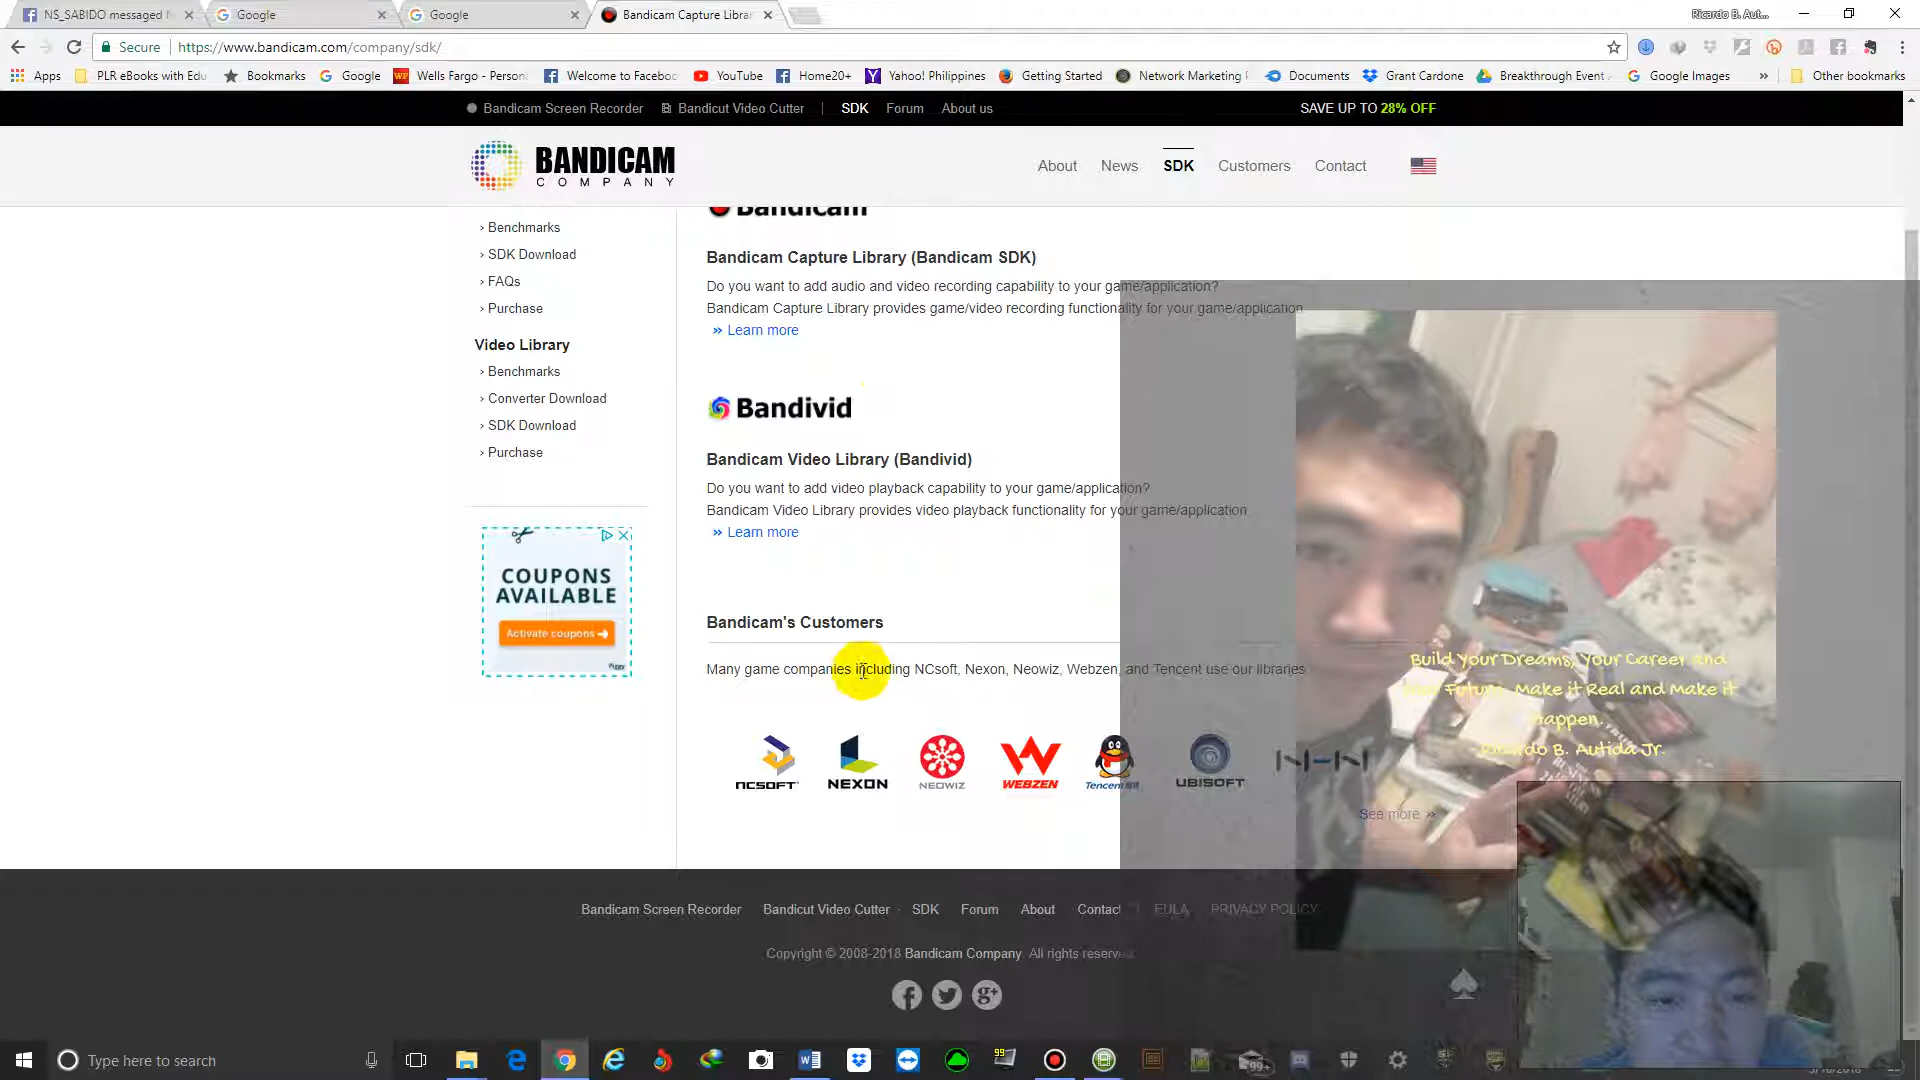 NS_SABIDO messaged
Google
Google
Bandicam Capture Librar
Ricardo B. Aut...
Secure | https://www.bandicam.com/company/sdk/
Apps PLR eBooks with Edu Bookmarks Google Wells Fargo - Person YouTube Welcome to Faceboo Home20+ Yahoo! Philippines Getting Started Network Marketing Documents Grant Cardone Breakthrough Event Google Images » Other bookmarks
Bandicam Screen Recorder Bandicut Video Cutter | SDK Forum About us SAVE UP TO 28% OFF
BANDICAM
COMPANY
About News SDK Customers Contact
Bandicam
› Benchmarks
› SDK Download
› FAQs
› Purchase
Video Library
› Benchmarks
› Converter Download
› SDK Download
› Purchase
COUPONS
AVAILABLE
Activate coupons
Bandicam Capture Library (Bandicam SDK)
Do you want to add audio and video recording capability to your game/application?
Bandicam Capture Library provides game/video recording functionality for your game/application
» Learn more
Bandivid
Bandicam Video Library (Bandivid)
Do you want to add video playback capability to your game/application?
Bandicam Video Library provides video playback functionality for your game/application
» Learn more
Bandicam's Customers
Many game companies including NCsoft, Nexon, Neowiz, Webzen, and Tencent use our libraries
NCSOFT NEXON NEOWIZ WEBZEN Tencent UBISOFT
See more »
Build Your Dreams, Your Career and
Your Future. Make it Real and Make it
Happen.
Ricardo B. Autida Jr.
Bandicam Screen Recorder Bandicut Video Cutter SDK Forum About Contact | EULA PRIVACY POLICY
Copyright © 2008-2018 Bandicam Company. All rights reserved
Type here to search
99+